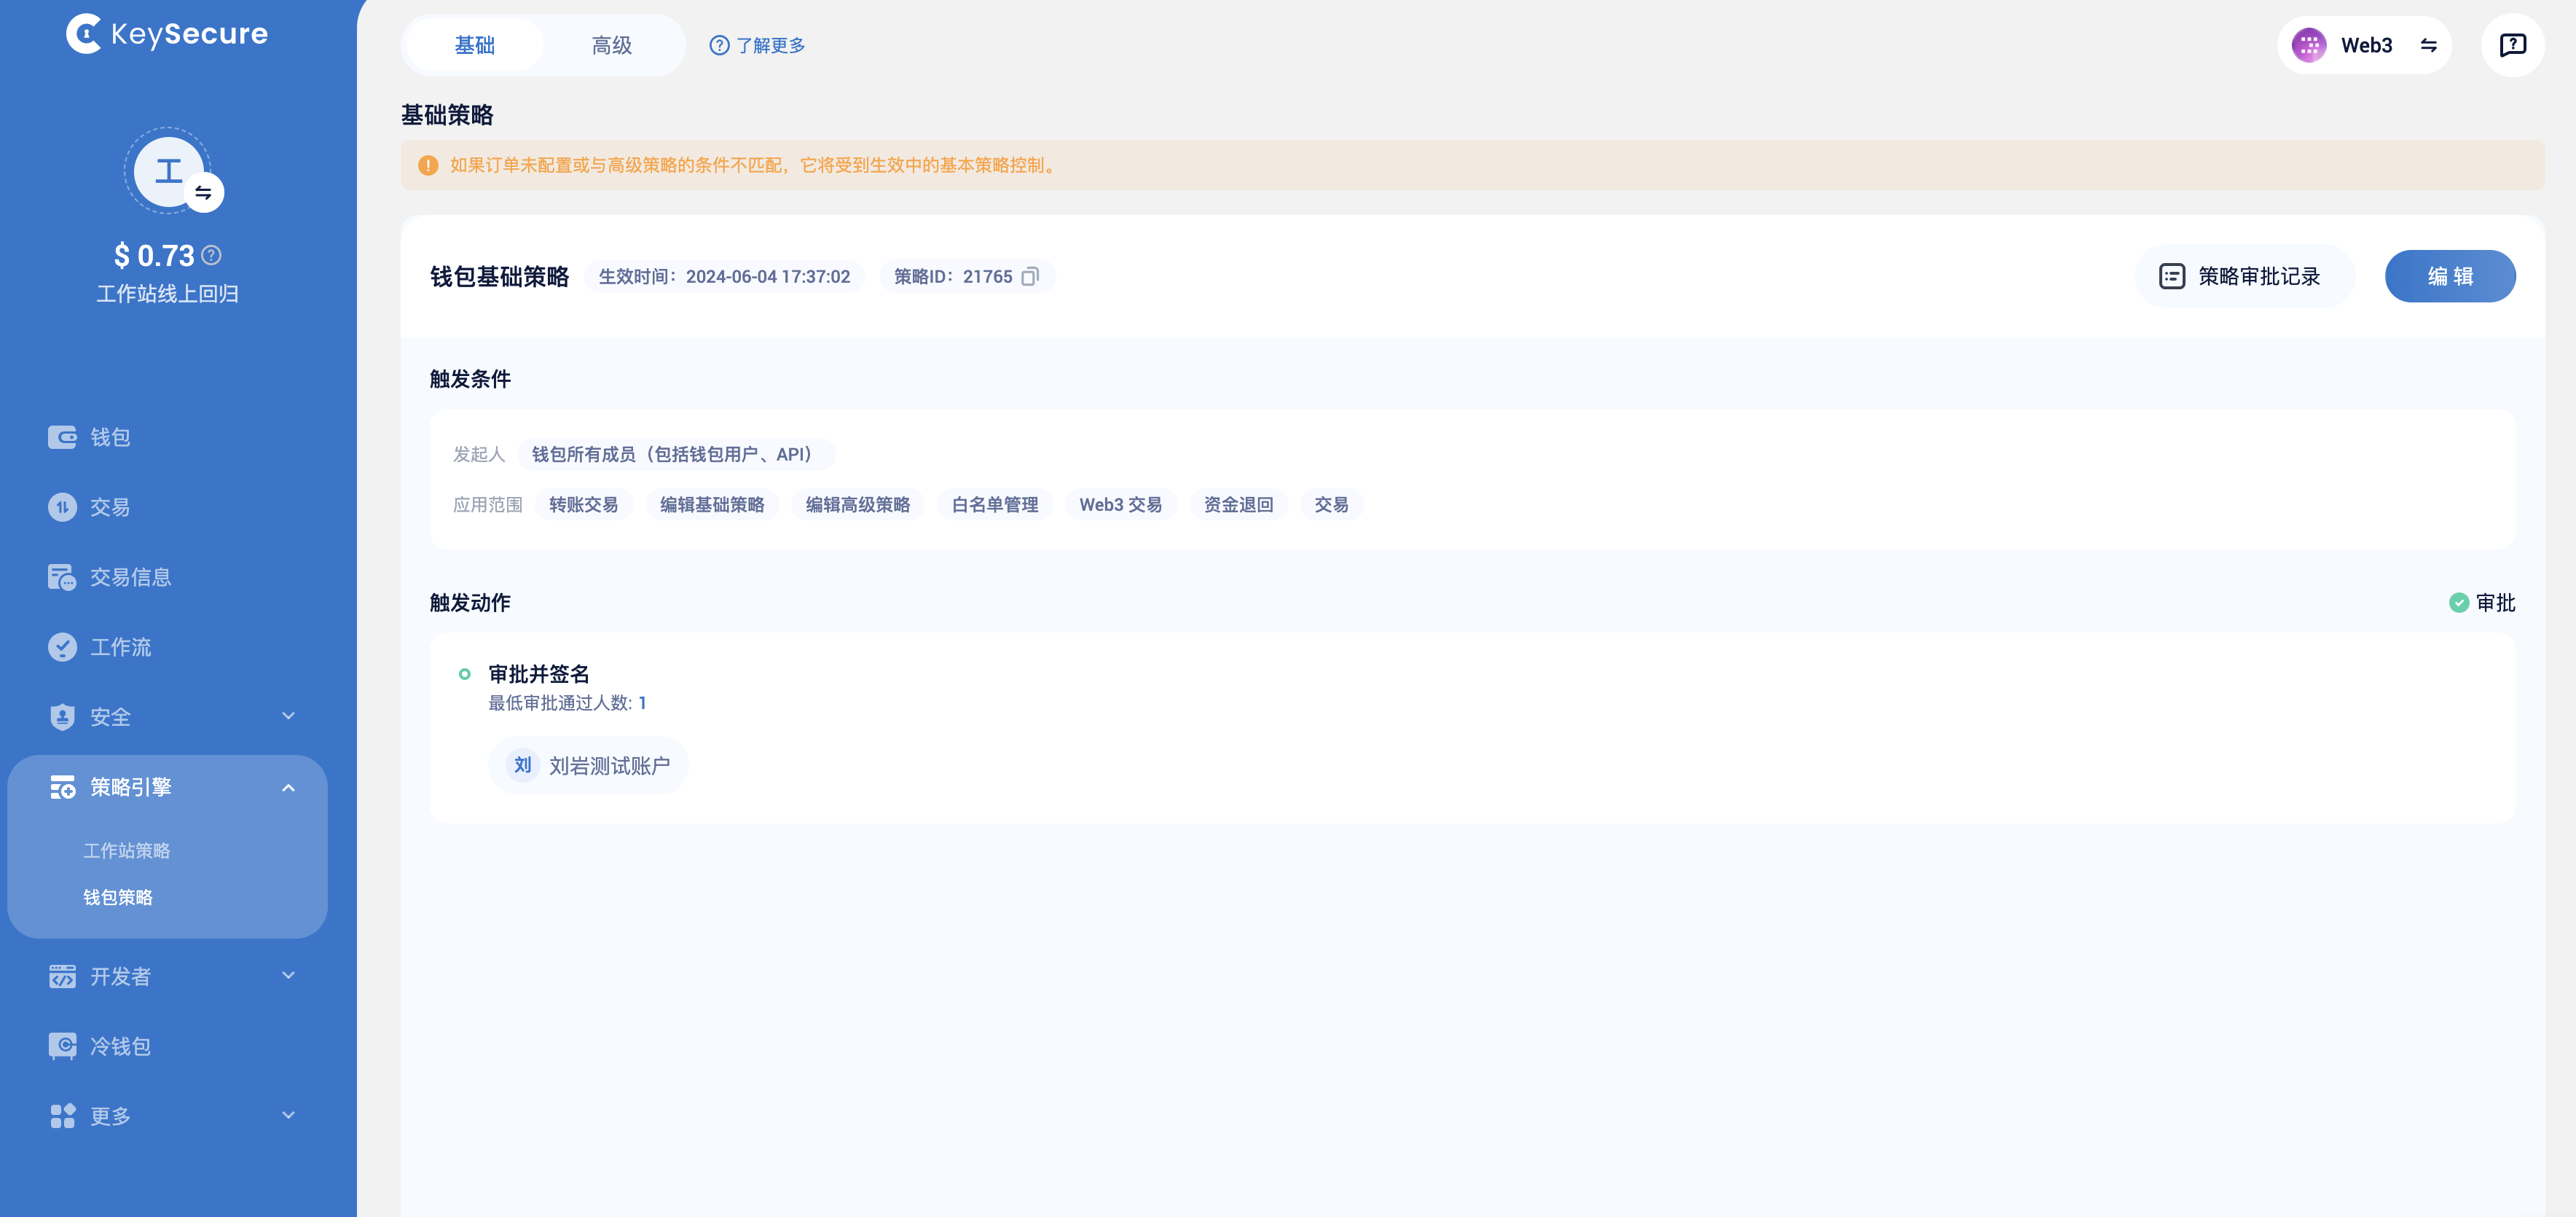 KeySecure
工
$ 0.73
工作站线上回归
钱包
交易
交易信息
工作流
安全
策略引擎
工作站策略
钱包策略
开发者
冷钱包
更多
基础 高级 了解更多
Web3
基础策略
如果订单未配置或与高级策略的条件不匹配，它将受到生效中的基本策略控制。
钱包基础策略 生效时间：2024-06-04 17:37:02 策略ID：21765 策略审批记录 编 辑
触发条件
发起人 钱包所有成员（包括钱包用户、API）
应用范围 转账交易 编辑基础策略 编辑高级策略 白名单管理 Web3 交易 资金退回 交易
触发动作 审批
审批并签名
最低审批通过人数: 1
刘 刘岩测试账户